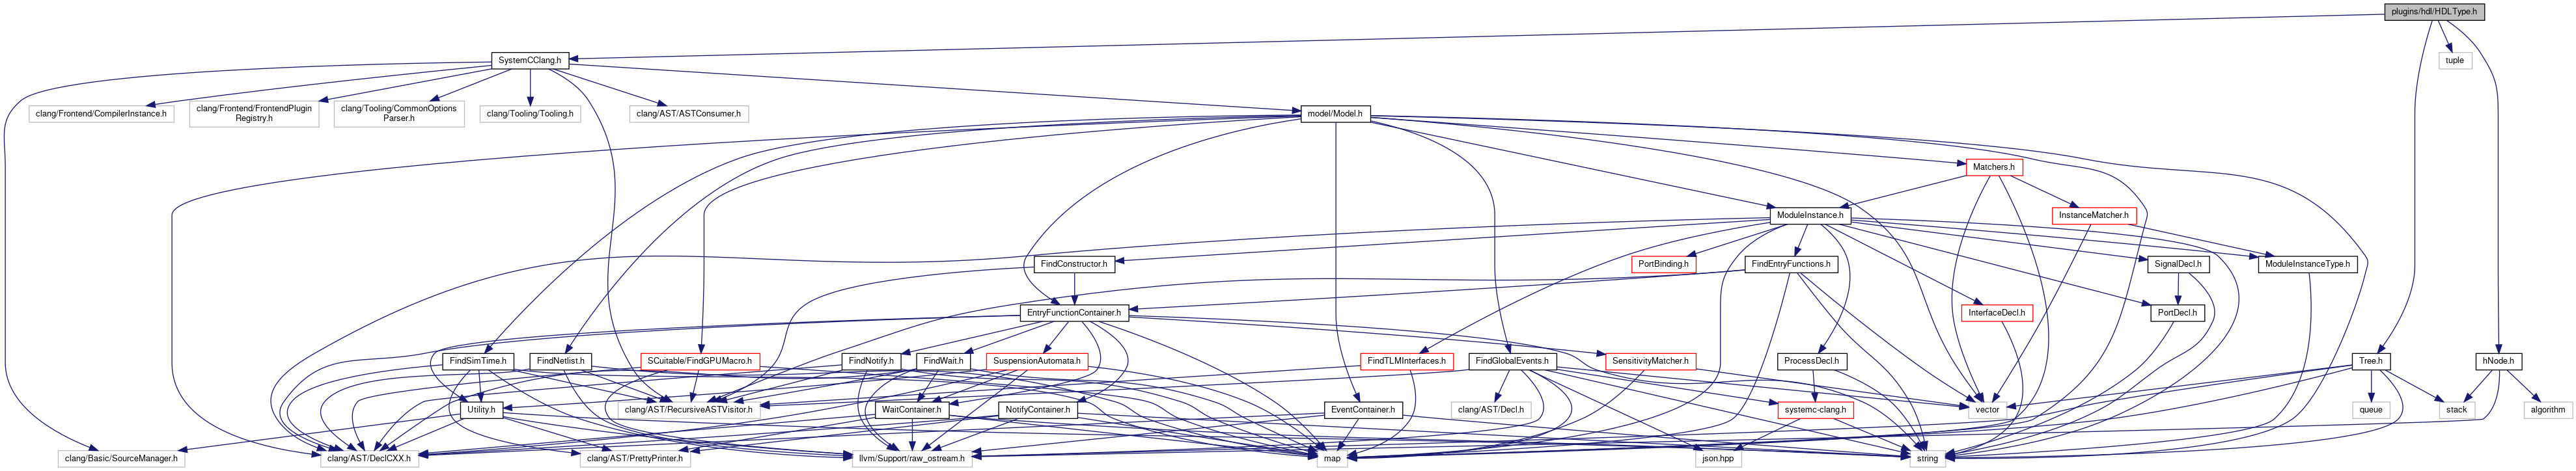 plugins/hdl/HDLType.h
SystemCClang.h
tuple
clang/Frontend/CompilerInstance.h
clang/Frontend/FrontendPlugin
Registry.h
clang/Tooling/CommonOptions
Parser.h
clang/Tooling/Tooling.h
clang/AST/ASTConsumer.h
model/Model.h
Matchers.h
ModuleInstance.h
InstanceMatcher.h
FindConstructor.h
PortBinding.h
FindEntryFunctions.h
SignalDecl.h
ModuleInstanceType.h
EntryFunctionContainer.h
InterfaceDecl.h
PortDecl.h
FindSimTime.h
FindNetlist.h
SCuitable/FindGPUMacro.h
FindNotify.h
FindWait.h
SuspensionAutomata.h
FindTLMInterfaces.h
FindGlobalEvents.h
SensitivityMatcher.h
ProcessDecl.h
Tree.h
hNode.h
Utility.h
clang/AST/RecursiveASTVisitor.h
WaitContainer.h
NotifyContainer.h
EventContainer.h
clang/AST/Decl.h
systemc-clang.h
vector
queue
stack
algorithm
clang/Basic/SourceManager.h
clang/AST/DeclCXX.h
clang/AST/PrettyPrinter.h
llvm/Support/raw_ostream.h
map
json.hpp
string